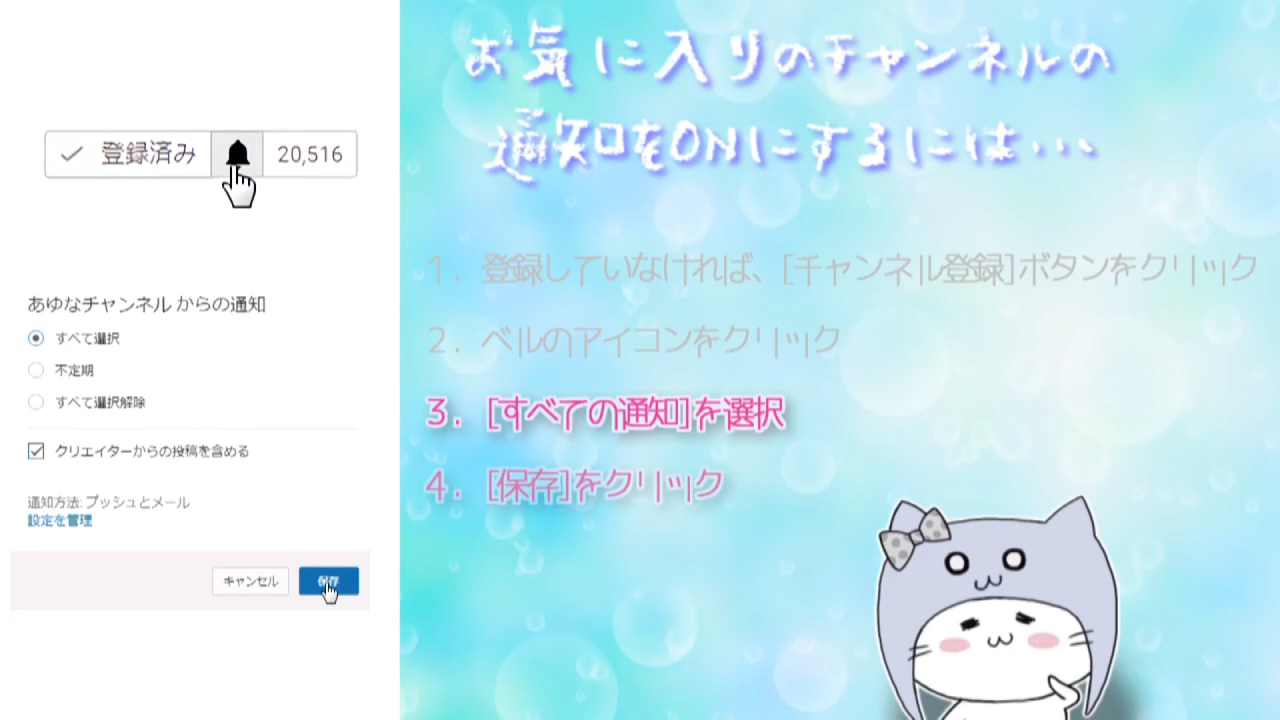 登録済み 20,516
あゆなチャンネル からの通知
すべて選択
不定期
すべて選択解除
クリエイターからの投稿を含める
通知方法: プッシュとメール
設定を管理
キャンセル 保存
お気に入りのチャンネルの
通知をONにするには・・・
1. 登録していなければ、[チャンネル登録]ボタンをクリック
2. ベルのアイコンをクリック
3. [すべての通知]を選択
4. [保存]をクリック